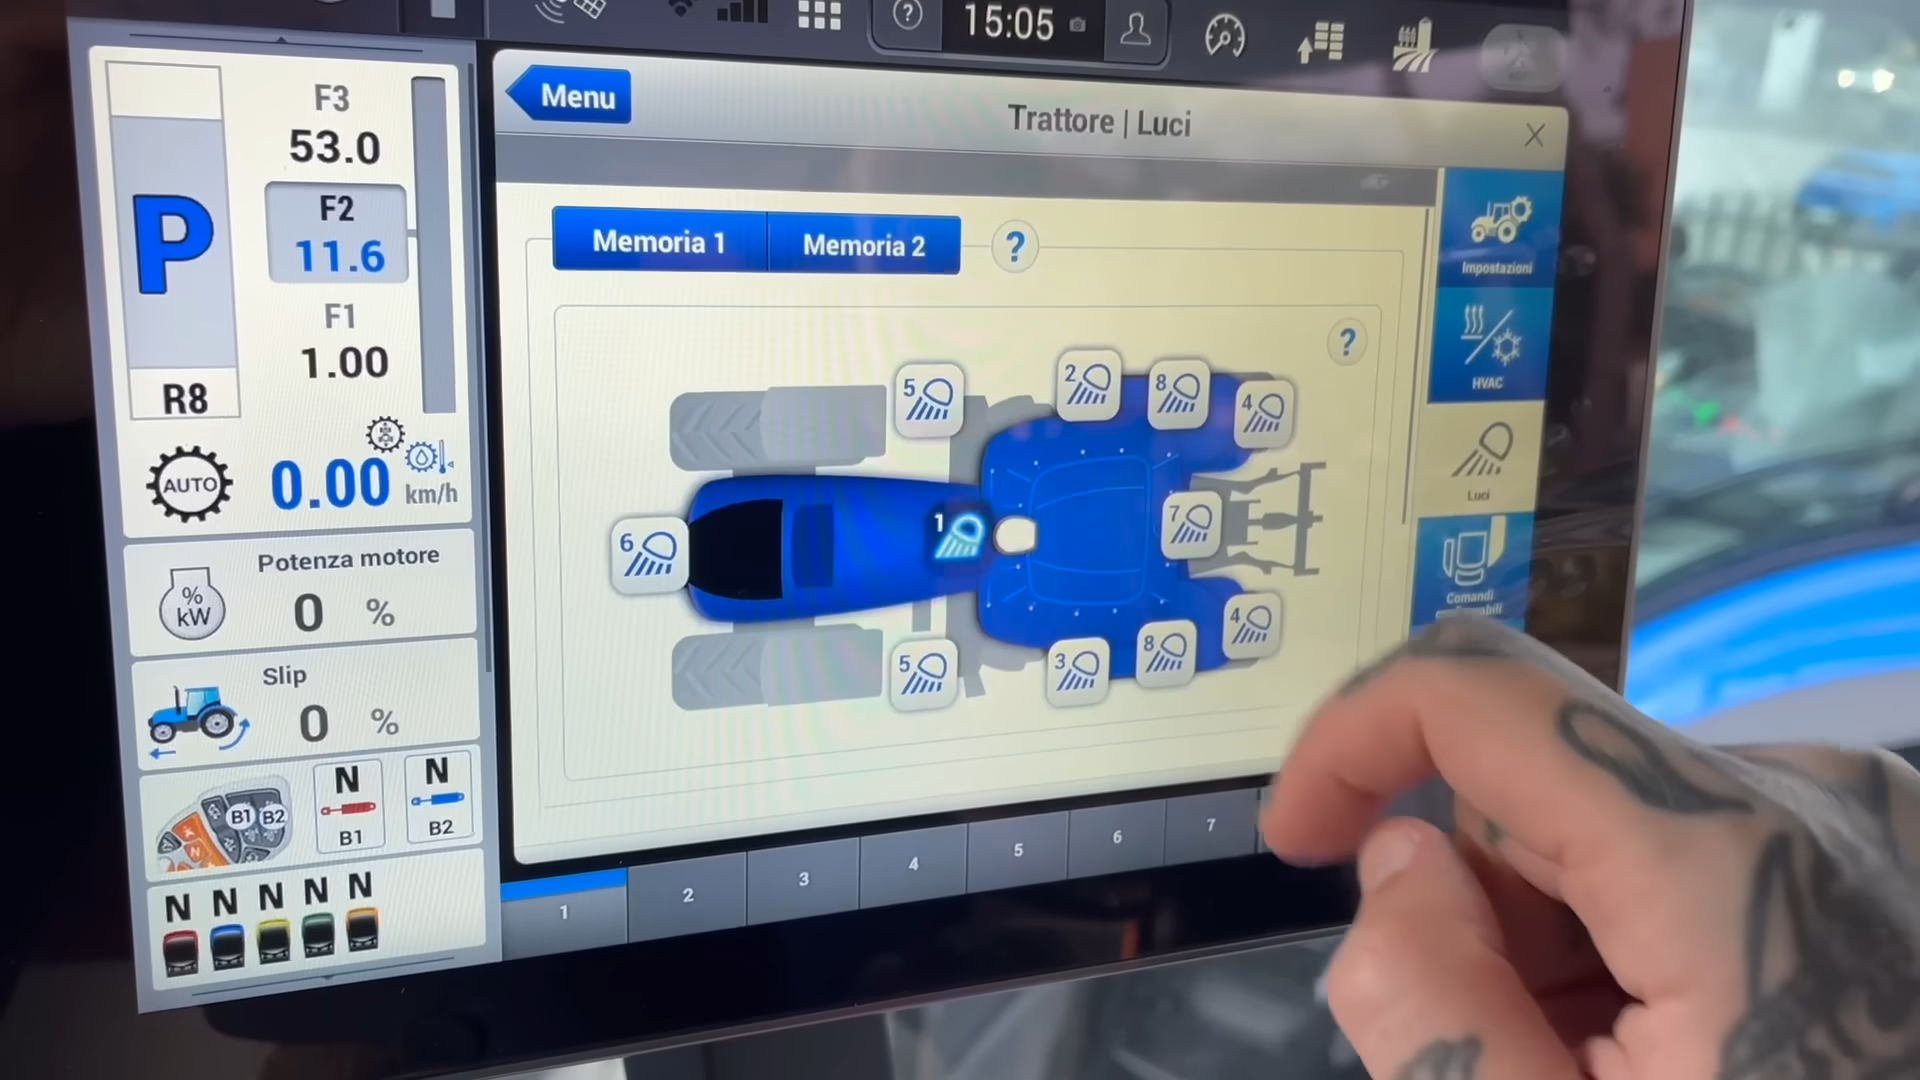 15:05
?
Menu
Trattore | Luci
F3
53.0
F2
11.6
F1
1.00
P
R8
AUTO
0.00 km/h
Potenza motore
% kW
0 %
Slip
0 %
B1 B2
N
B1
N
B2
N N N N N
Memoria 1
Memoria 2
?
?
5
2
8
4
6
1
7
5
3
8
4
Impostazioni
HVAC
Luci
Comandi
1
2
3
4
5
6
7